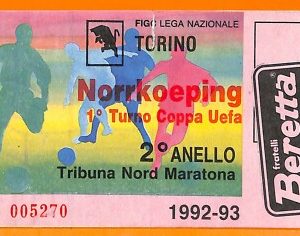 FIGC LEGA NAZIONALE
TORINO
Norrkoeping
1° Turno Coppa Uefa
2° ANELLO
Tribuna Nord Maratona
005270
1992-93
fratelli
Beretta